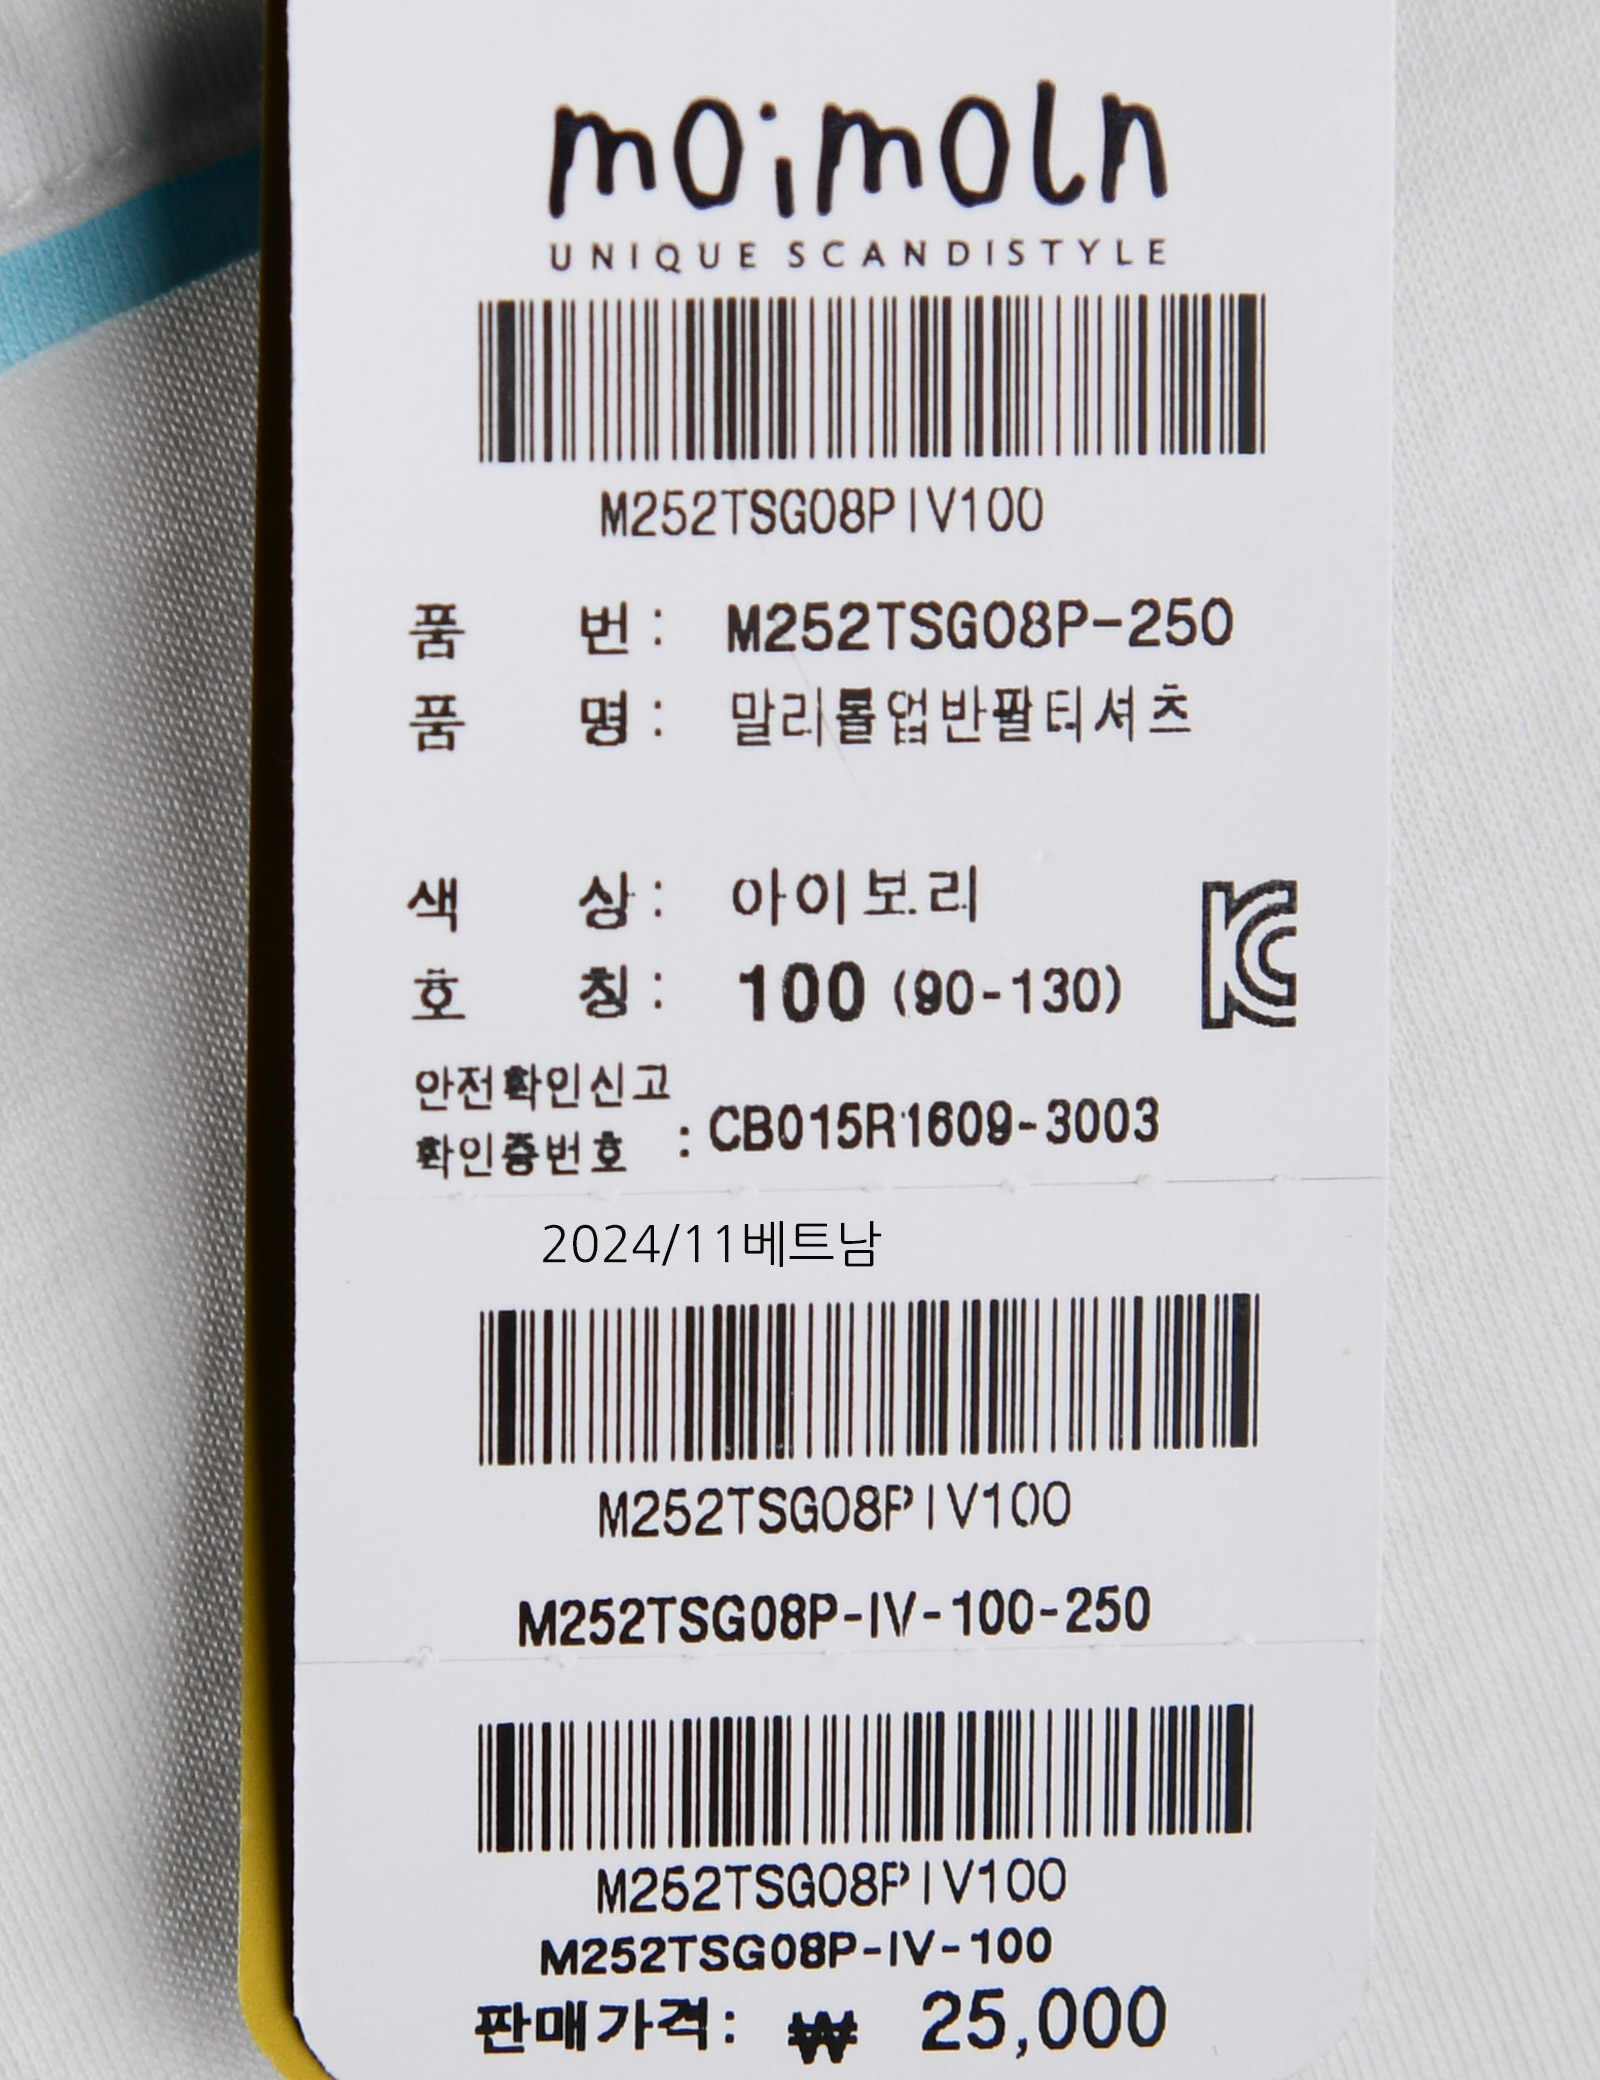 moimoln
UNIQUE SCANDISTYLE
M252TSG08PIV100
품 번 : M252TSG08P-250
품 명 : 말리롤업반팔티셔츠
색 상 : 아이보리
호 칭 : 100 (90-130)
안전확인신고
확인증번호 : CB015R1609-3003
2024/11베트남
M252TSG08PIV100
M252TSG08P-IV-100-250
M252TSG08PIV100
M252TSG08P-IV-100
판매가격: ₩ 25,000